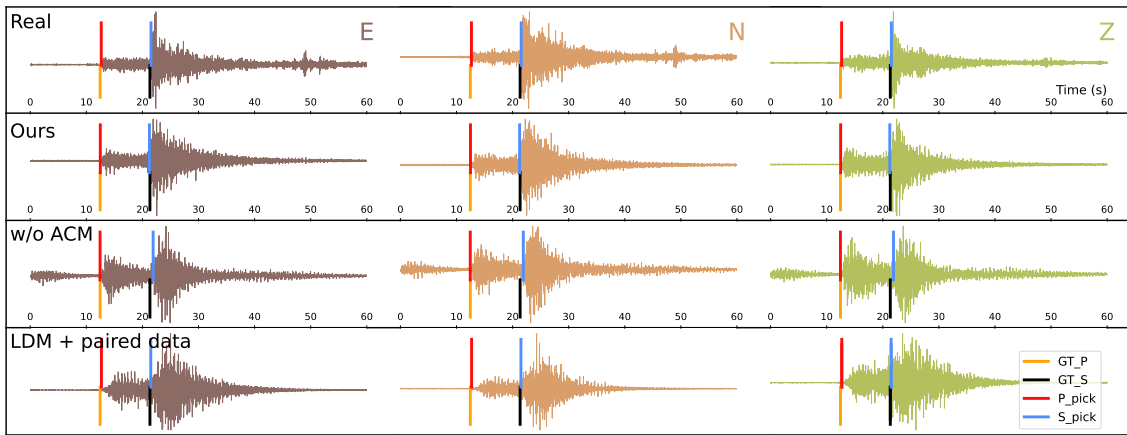 Real E N Z
Time (s)
0 10 20 30 40 50 60 0 10 20 30 40 50 60 0 10 20 30 40 50 60
Ours
0 10 20 30 40 50 60 0 10 20 30 40 50 60 0 10 20 30 40 50 60
w/o ACM
0 10 20 30 40 50 60 0 10 20 30 40 50 60 0 10 20 30 40 50 60
LDM + paired data
GT_P
GT_S
P_pick
S_pick